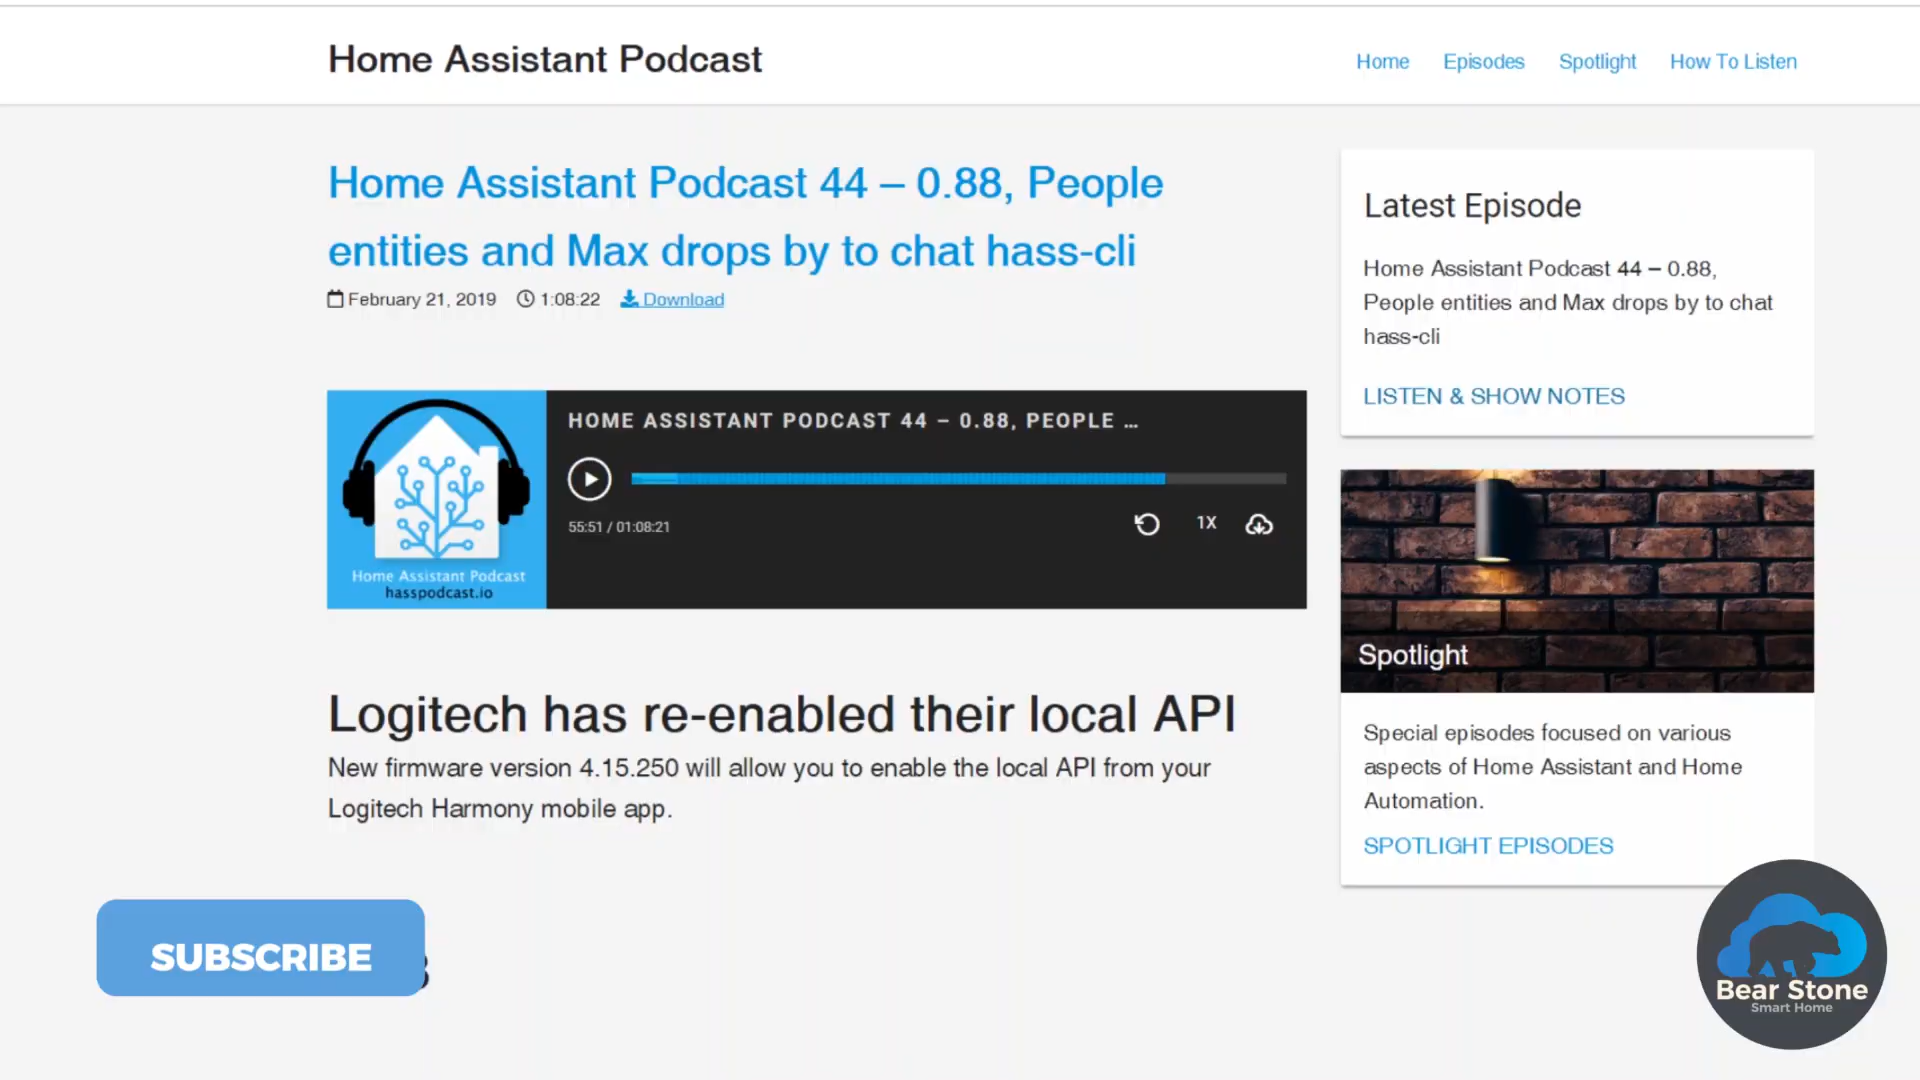 Home Assistant Podcast
Home
Episodes
Spotlight
How To Listen
Home Assistant Podcast 44 – 0.88, People
entities and Max drops by to chat hass-cli
February 21, 2019
1:08:22
Download
HOME ASSISTANT PODCAST 44 – 0.88, PEOPLE ...
55:51 / 01:08:21
1X
Home Assistant Podcast
hasspodcast.io
Logitech has re-enabled their local API
New firmware version 4.15.250 will allow you to enable the local API from your
Logitech Harmony mobile app.
Latest Episode
Home Assistant Podcast 44 – 0.88,
People entities and Max drops by to chat
hass-cli
LISTEN & SHOW NOTES
Spotlight
Special episodes focused on various
aspects of Home Assistant and Home
Automation.
SPOTLIGHT EPISODES
SUBSCRIBE
Bear Stone
Smart Home